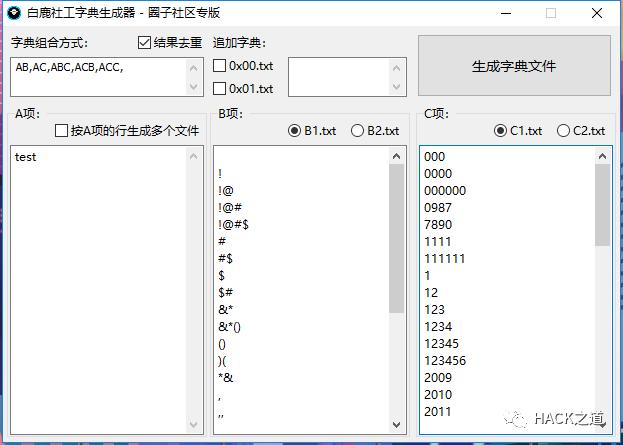 白鹿社工字典生成器 - 圈子社区专版
字典组合方式：
结果去重
追加字典：
AB,AC,ABC,ACB,ACC,
0x00.txt
0x01.txt
生成字典文件
A项：
按A项的行生成多个文件
test
B项：
B1.txt
B2.txt
!
!@
!@#
!@#$
#
#$
$
$#
&*
&*()
()
)(
*&
,
,,
C项：
C1.txt
C2.txt
000
0000
000000
0987
7890
1111
111111
1
12
123
1234
12345
123456
2009
2010
2011
HACK之道